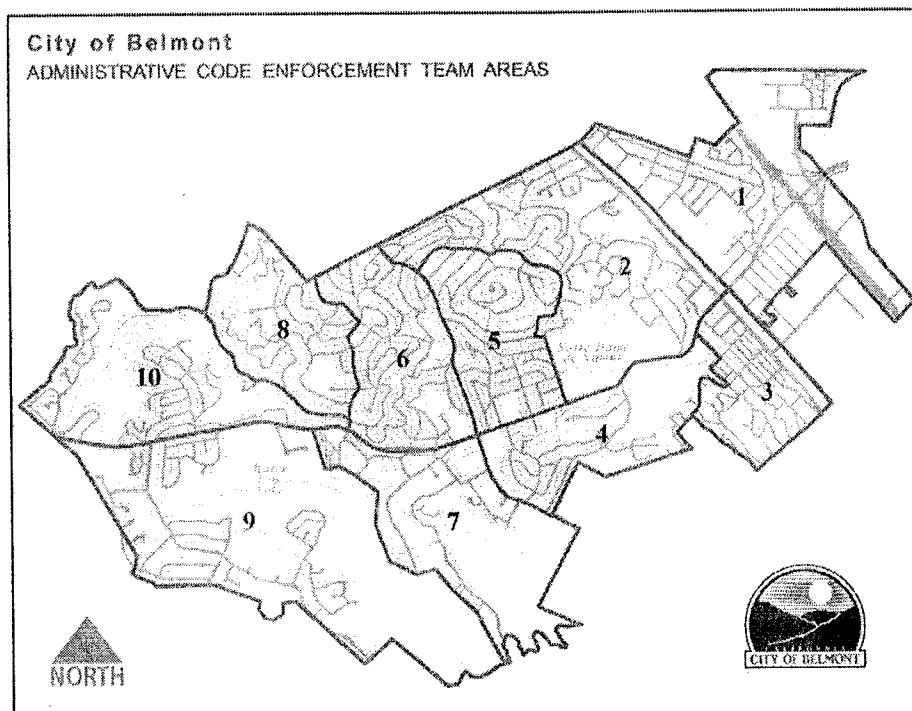 City of Belmont
ADMINISTRATIVE CODE ENFORCEMENT TEAM AREAS
1
2
8
5
6
10
3
4
9
7
NORTH
CITY OF BELMONT